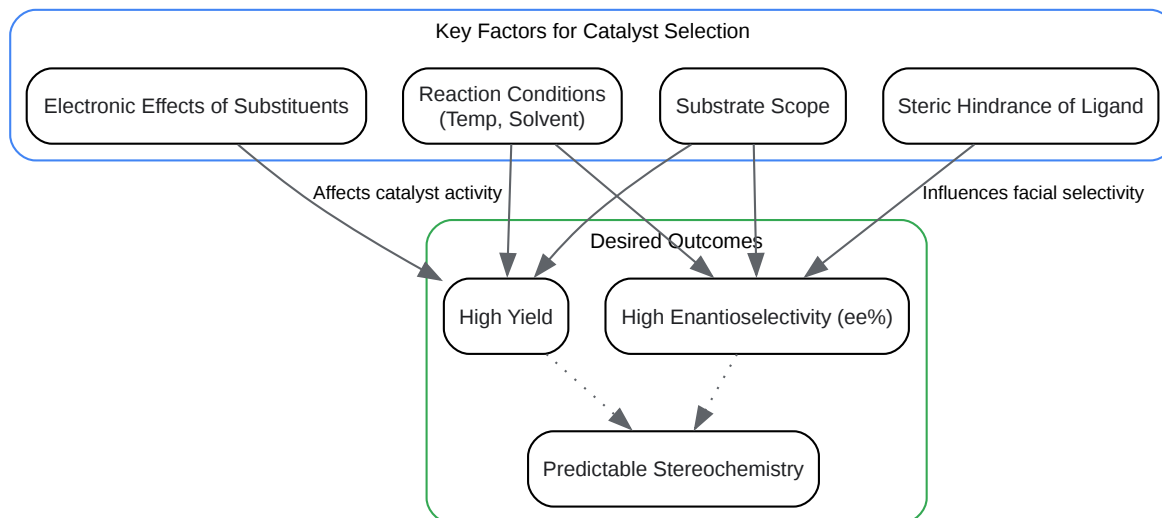 Key Factors for Catalyst Selection
Electronic Effects of Substituents
Reaction Conditions
(Temp, Solvent)
Substrate Scope
Steric Hindrance of Ligand
Affects catalyst activity
Influences facial selectivity
Desired Outcomes
High Yield
High Enantioselectivity (ee%)
Predictable Stereochemistry